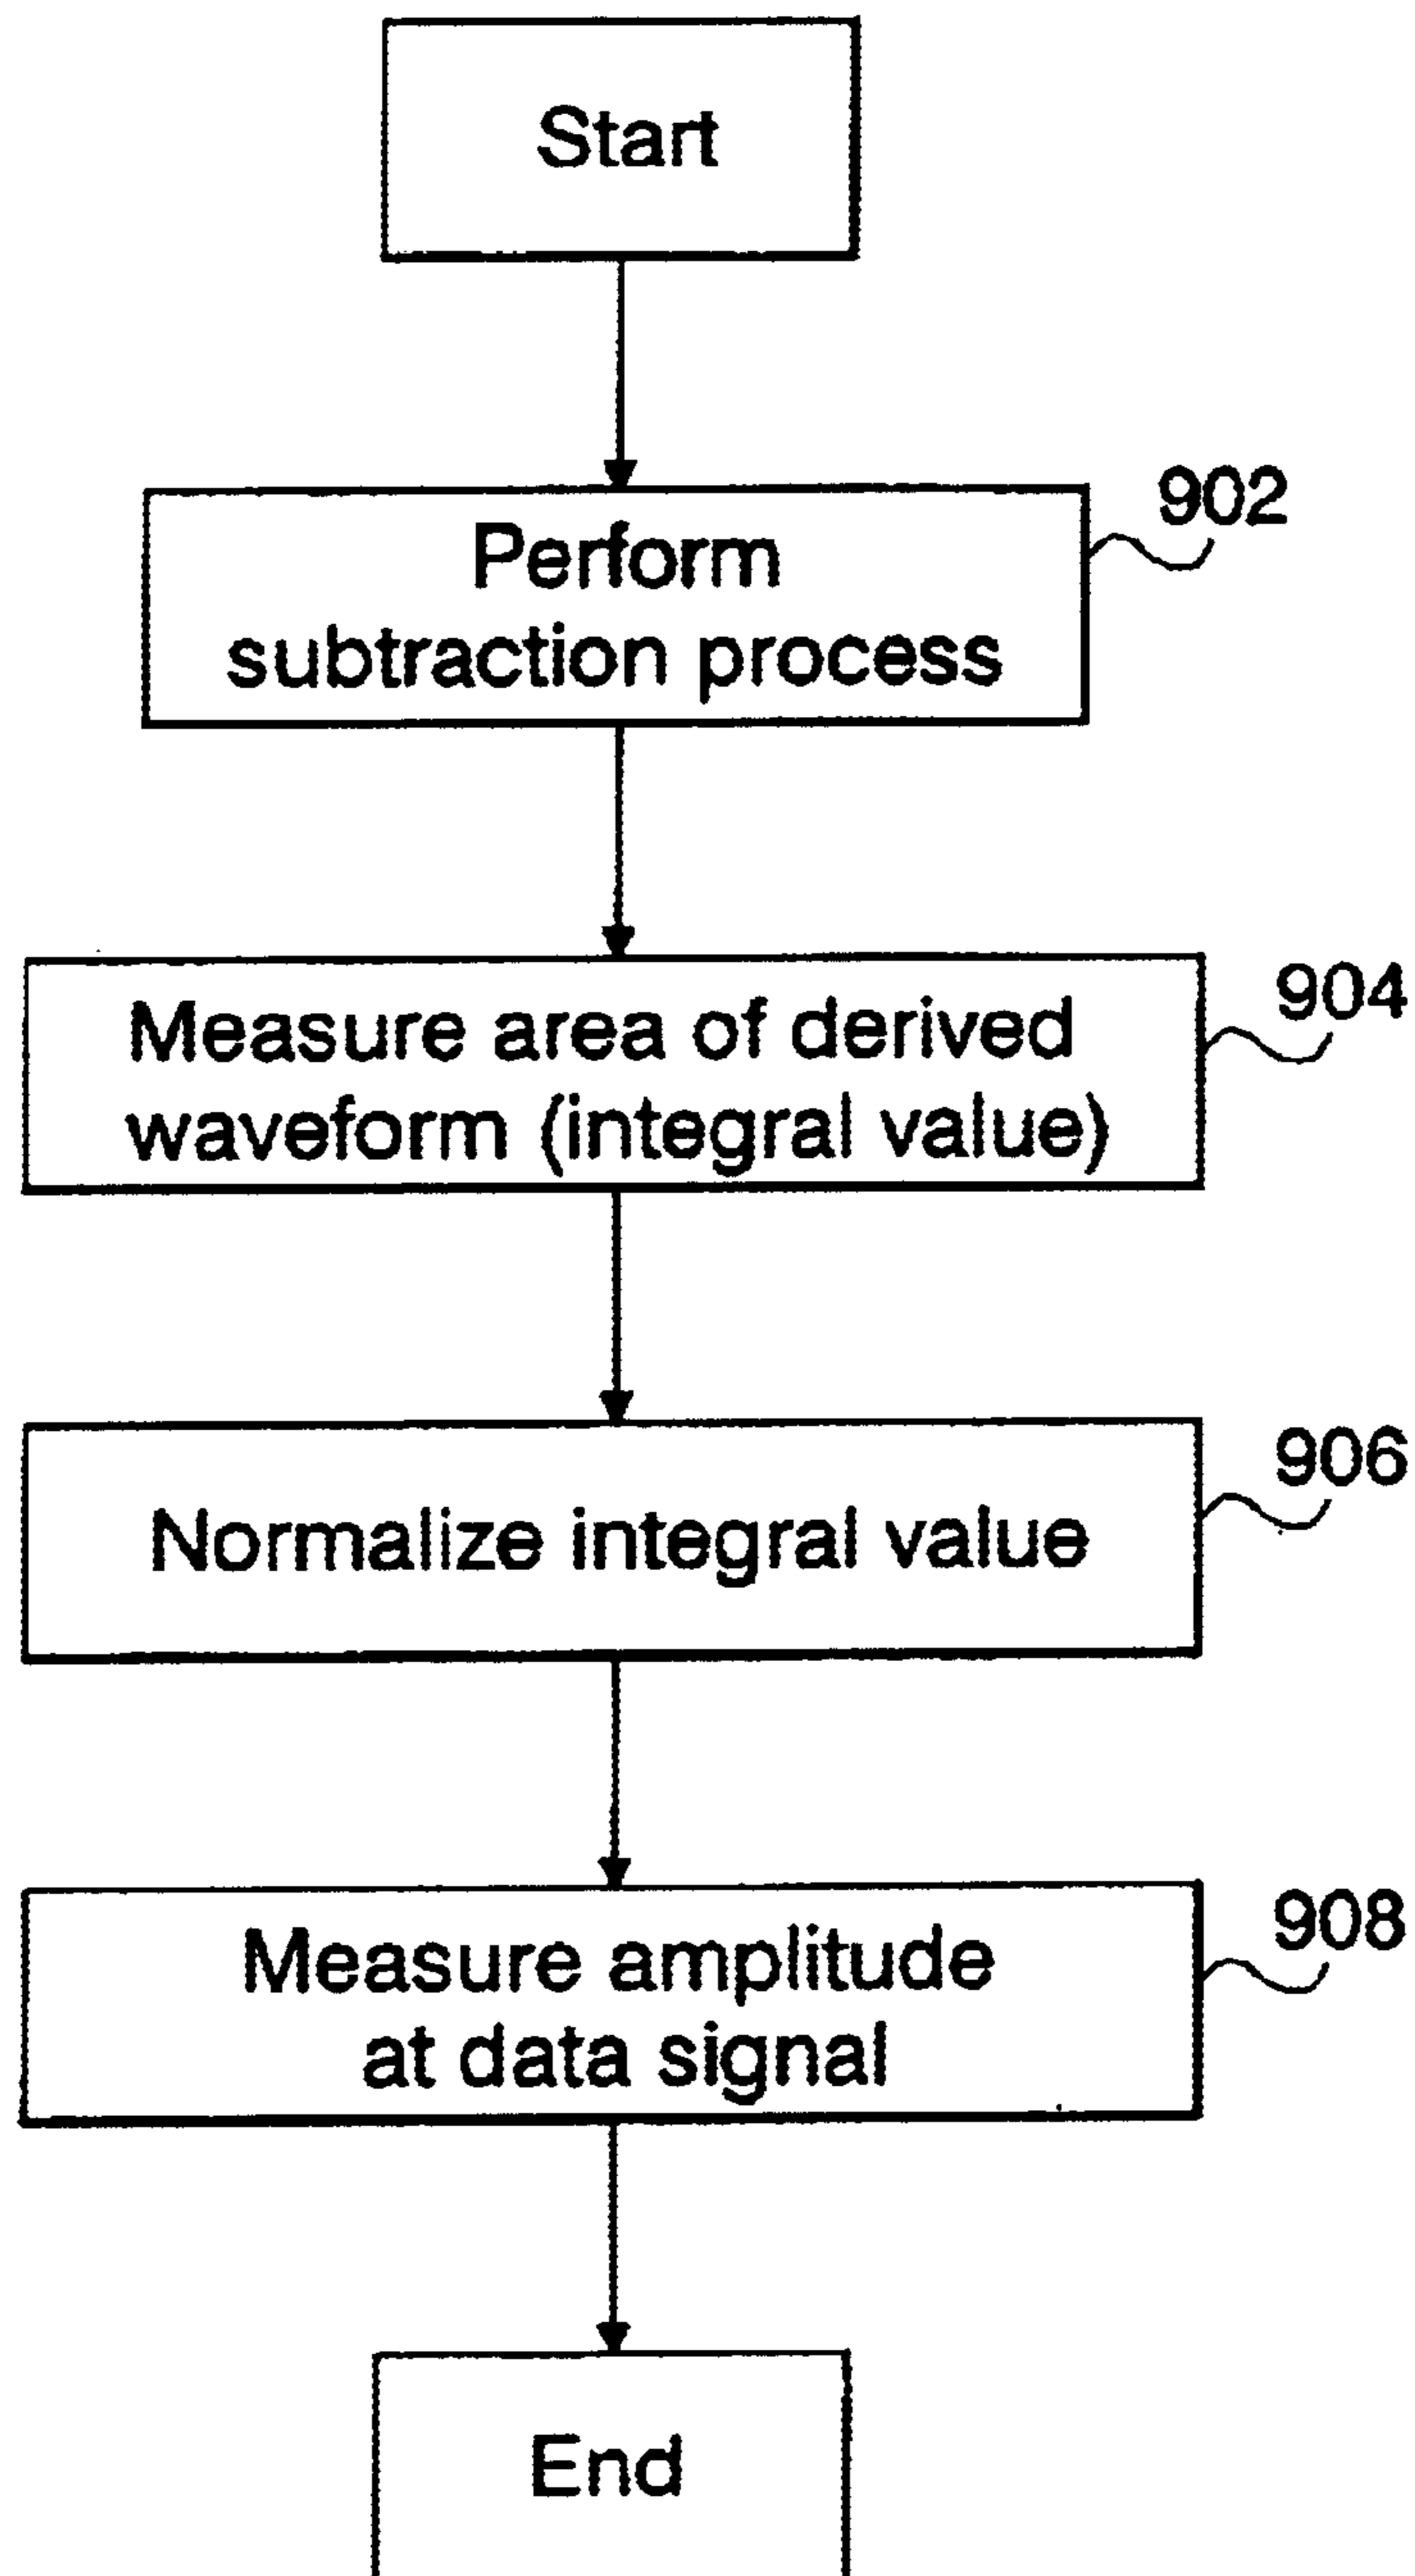 Start
902
Perform
subtraction process
904
Measure area of derived
waveform (integral value)
906
Normalize integral value
908
Measure amplitude
at data signal
End